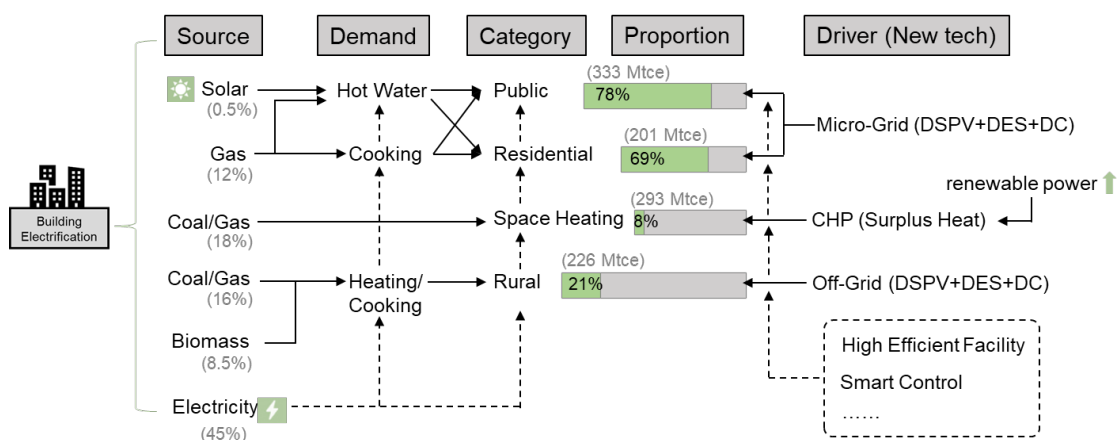 Source
Demand
Category
Proportion
Driver (New tech)
Solar
(0.5%)
Hot Water
Public
(333 Mtce)
78%
Micro-Grid (DSPV+DES+DC)
Gas
(12%)
Cooking
Residential
(201 Mtce)
69%
renewable power
Building
Electrification
Coal/Gas
(18%)
Space Heating
(293 Mtce)
8%
CHP (Surplus Heat)
Coal/Gas
(16%)
Heating/
Cooking
Rural
(226 Mtce)
21%
Off-Grid (DSPV+DES+DC)
Biomass
(8.5%)
High Efficient Facility
Smart Control
......
Electricity
(45%)